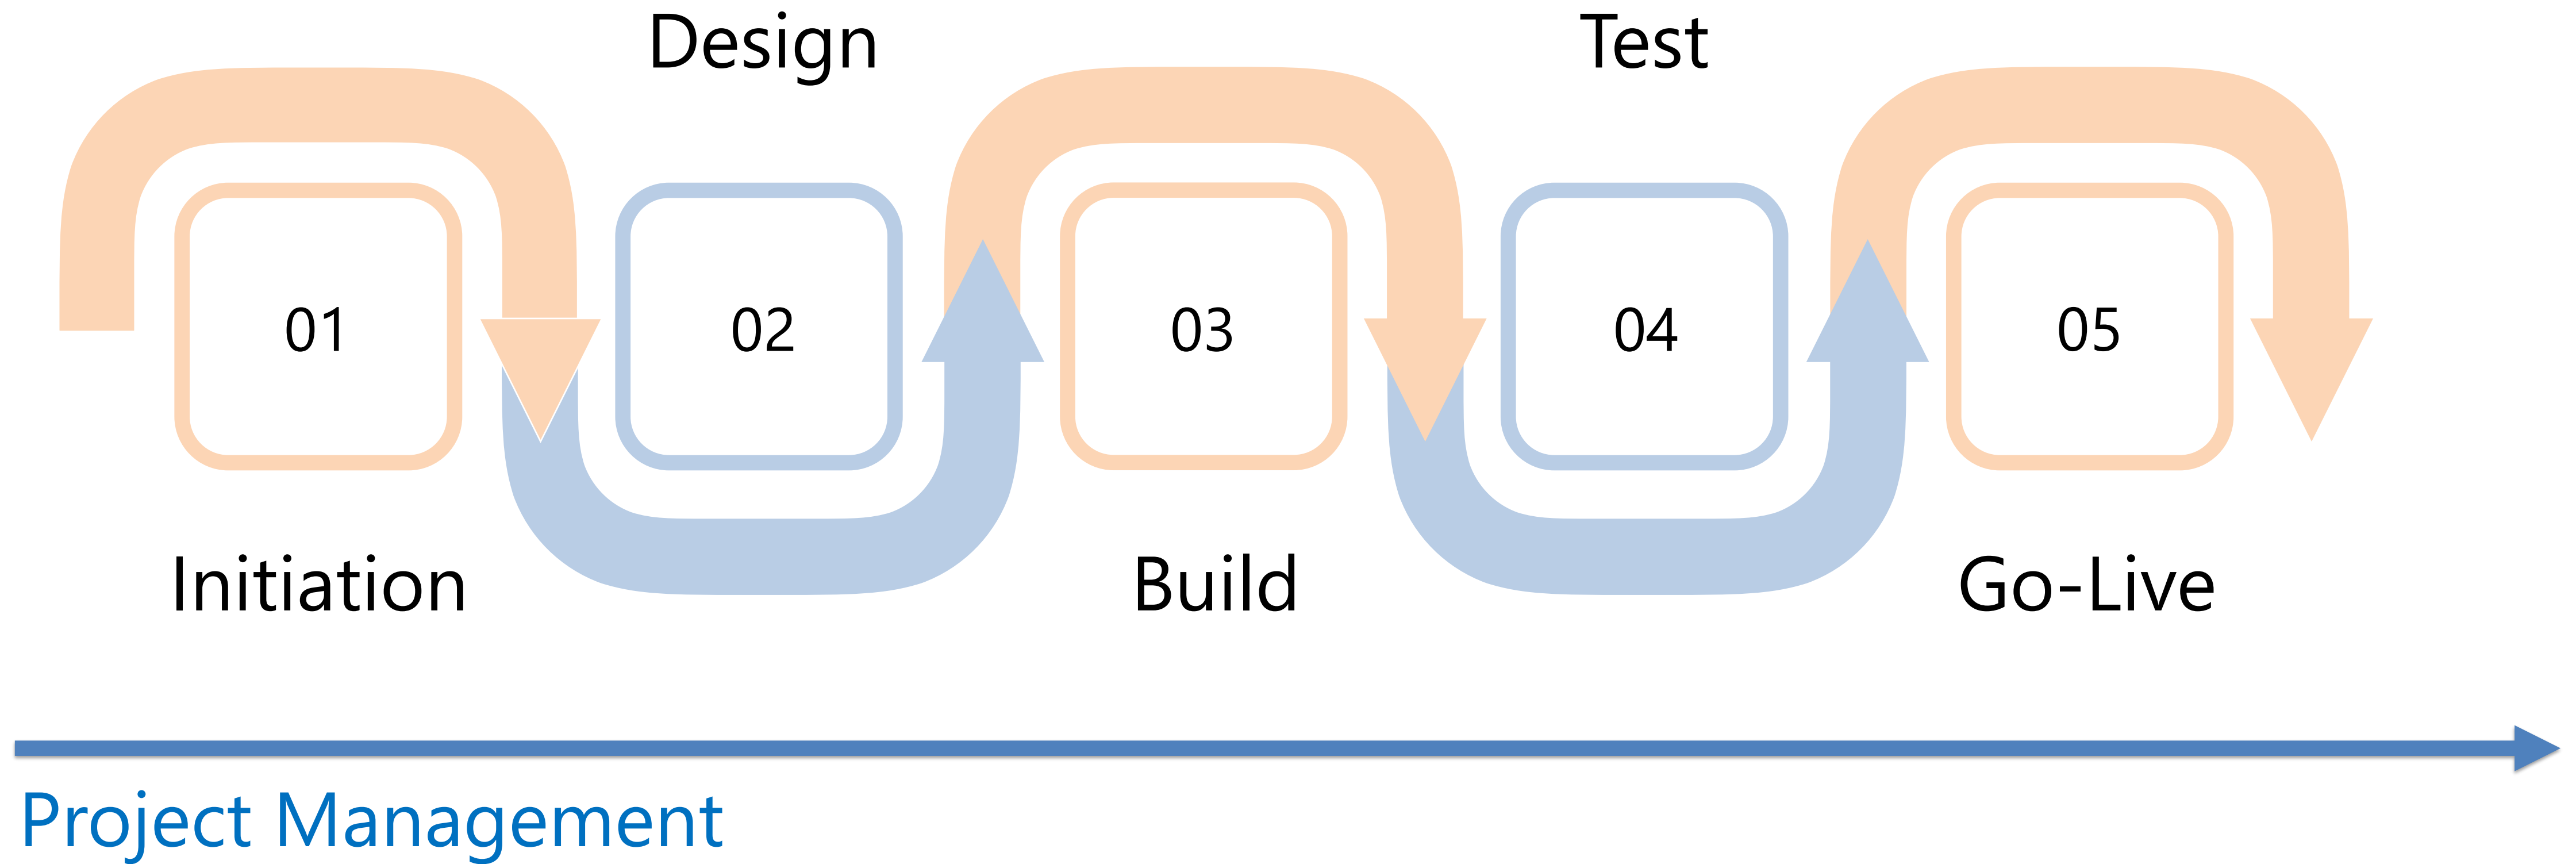 Design
Test
01
02
03
04
05
Initiation
Build
Go-Live
Project Management